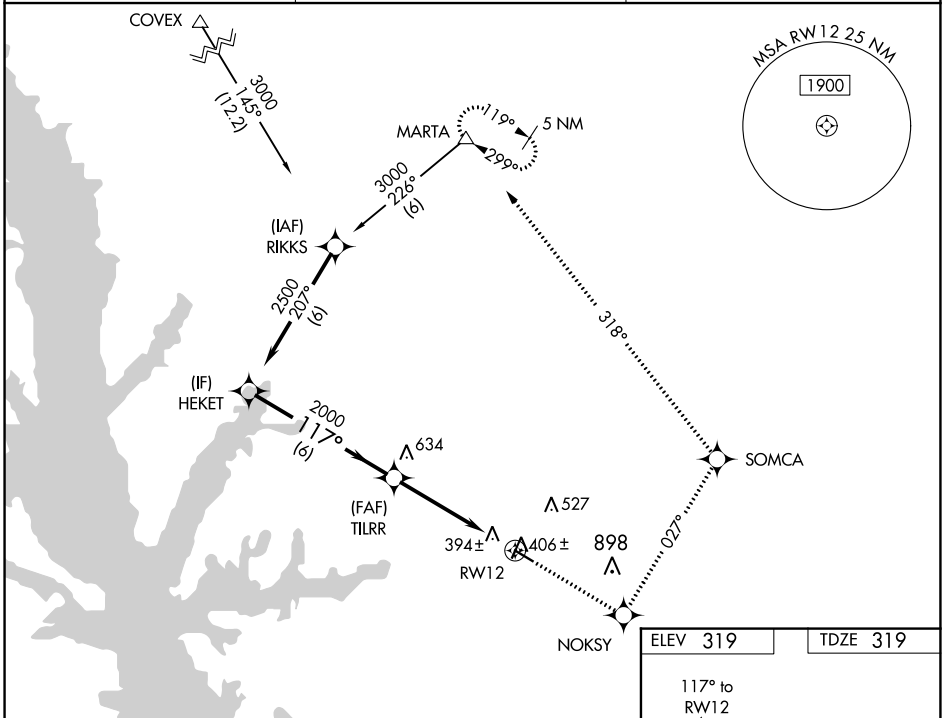 COVEX
3000
145°
(12.2)
MSA RW12 25 NM
1900
MARTA
119°
5 NM
299°
3000
226°
(6)
(IAF)
RIKKS
2500
207°
(6)
318°
(IF)
HEKET
2000
117°
(6)
634
SOMCA
(FAF)
TILRR
527
027°
394±
406±
898
RW12
NOKSY
ELEV 319
TDZE 319
117° to
RW12